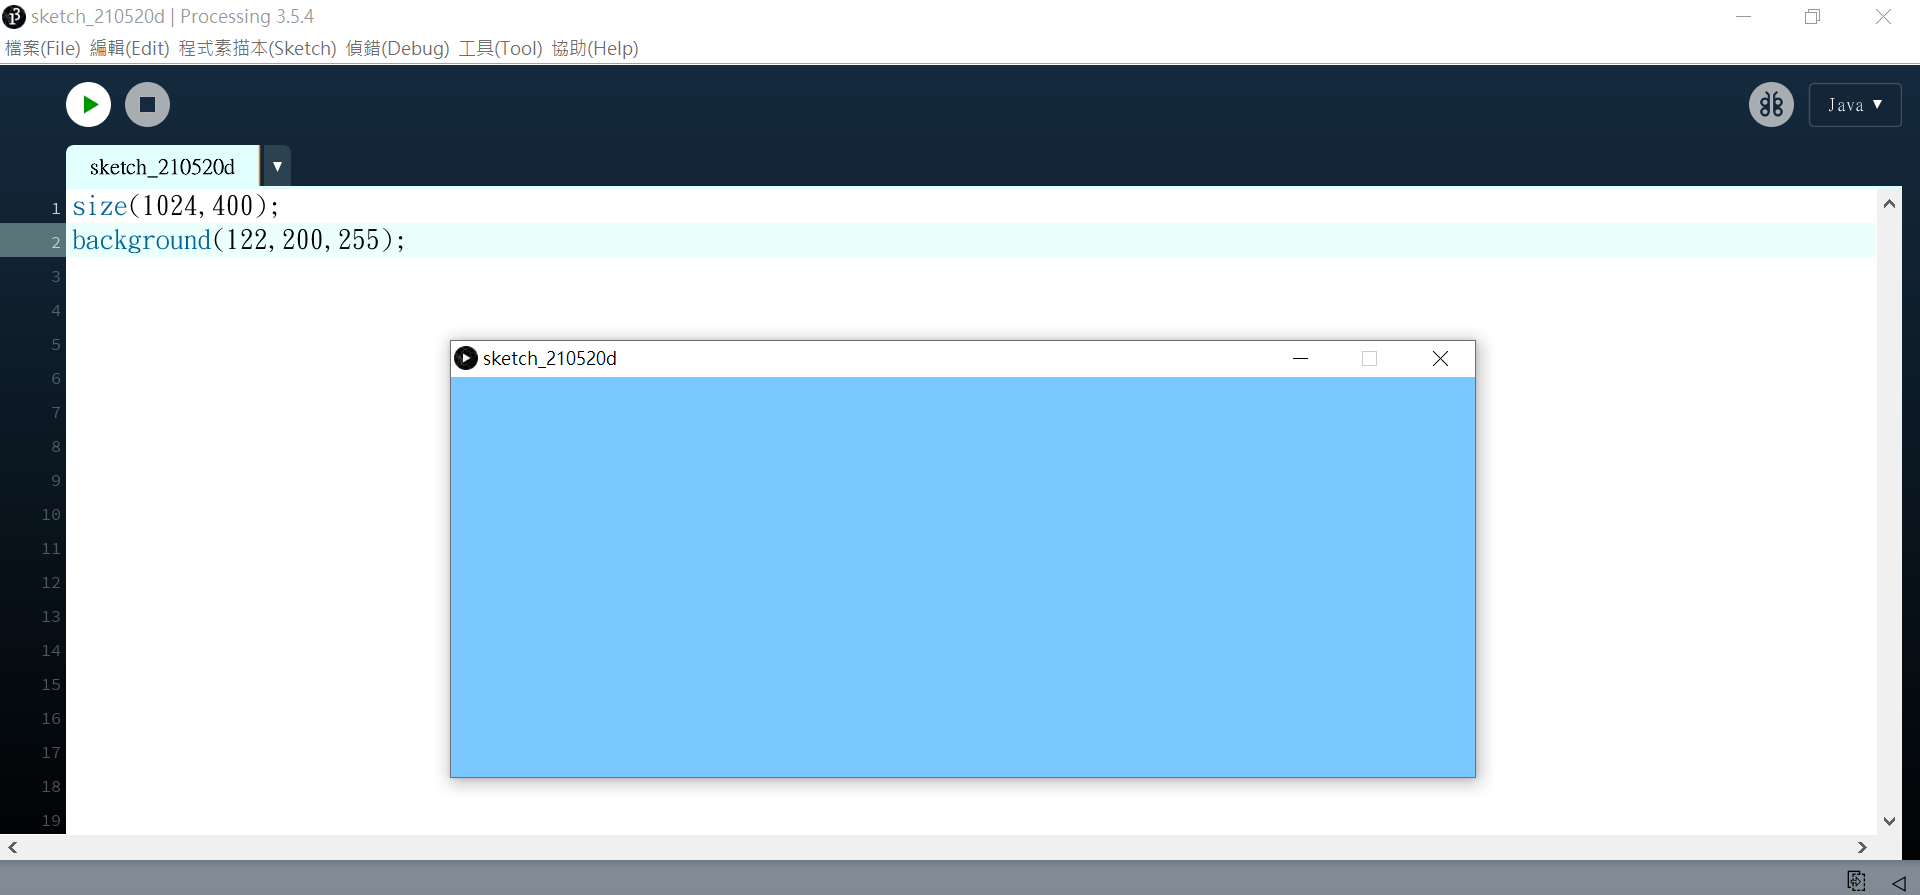 sketch_210520d | Processing 3.5.4
檔案(File) 編輯(Edit) 程式素描本(Sketch) 偵錯(Debug) 工具(Tool) 協助(Help)
Java ▼
sketch_210520d ▼
1 size(1024,400);
2 background(122,200,255);
3
4
5
sketch_210520d
6
7
8
9
10
11
12
13
14
15
16
17
18
19